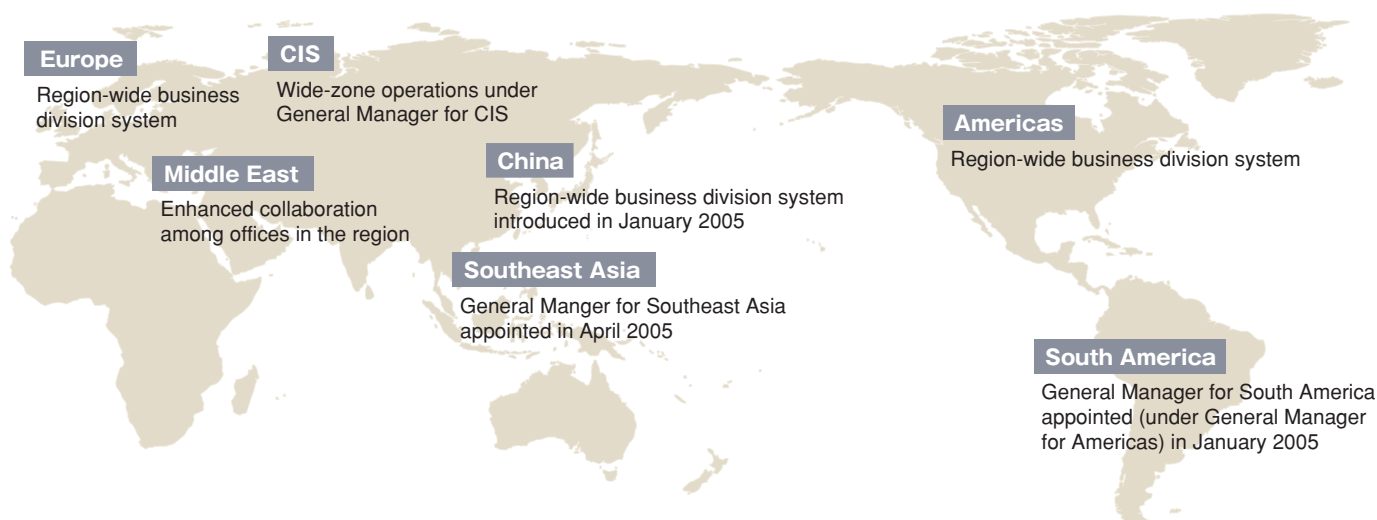 Europe
Region-wide business
division system
CIS
Wide-zone operations under
General Manager for CIS
Middle East
Enhanced collaboration
among offices in the region
China
Region-wide business division system
introduced in January 2005
Southeast Asia
General Manger for Southeast Asia
appointed in April 2005
Americas
Region-wide business division system
South America
General Manager for South America
appointed (under General Manager
for Americas) in January 2005